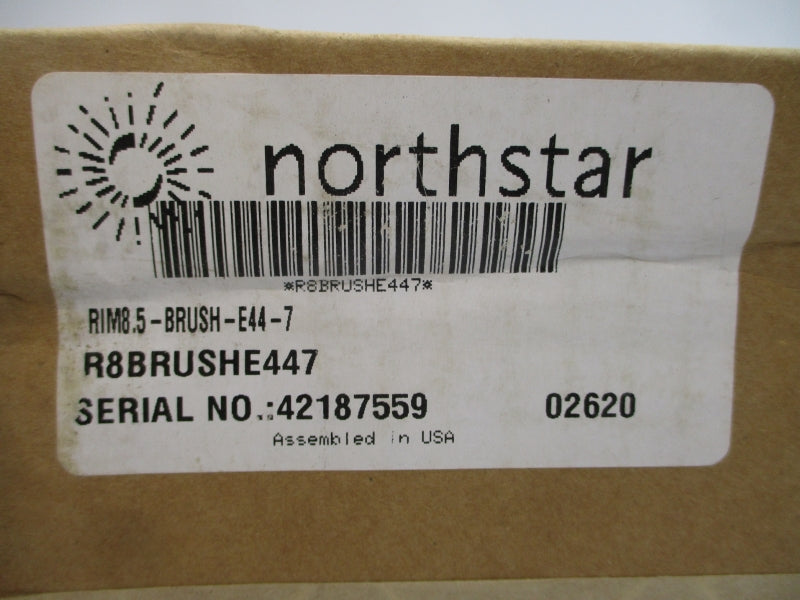 northstar
*R8BRUSHE447*
RIM8.5-BRUSH-E44-7
R8BRUSHE447
SERIAL NO.:42187559 02620
Assembled in USA